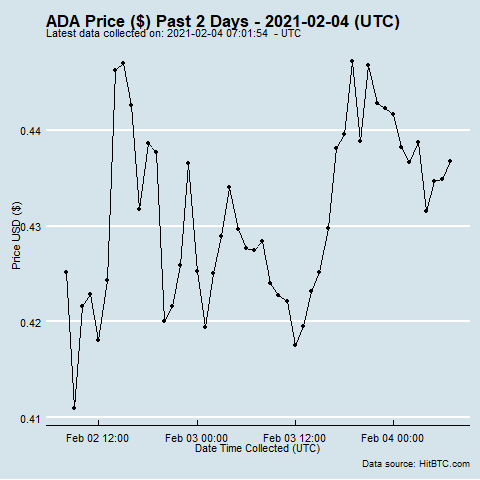 ADA Price ($) Past 2 Days - 2021-02-04 (UTC)
Latest data collected on: 2021-02-04 07:01:54 - UTC
0.44
0.43
0.42
0.41
Price USD ($)
Feb 02 12:00
Feb 03 00:00
Feb 03 12:00
Feb 04 00:00
Date Time Collected (UTC)
Data source: HitBTC.com